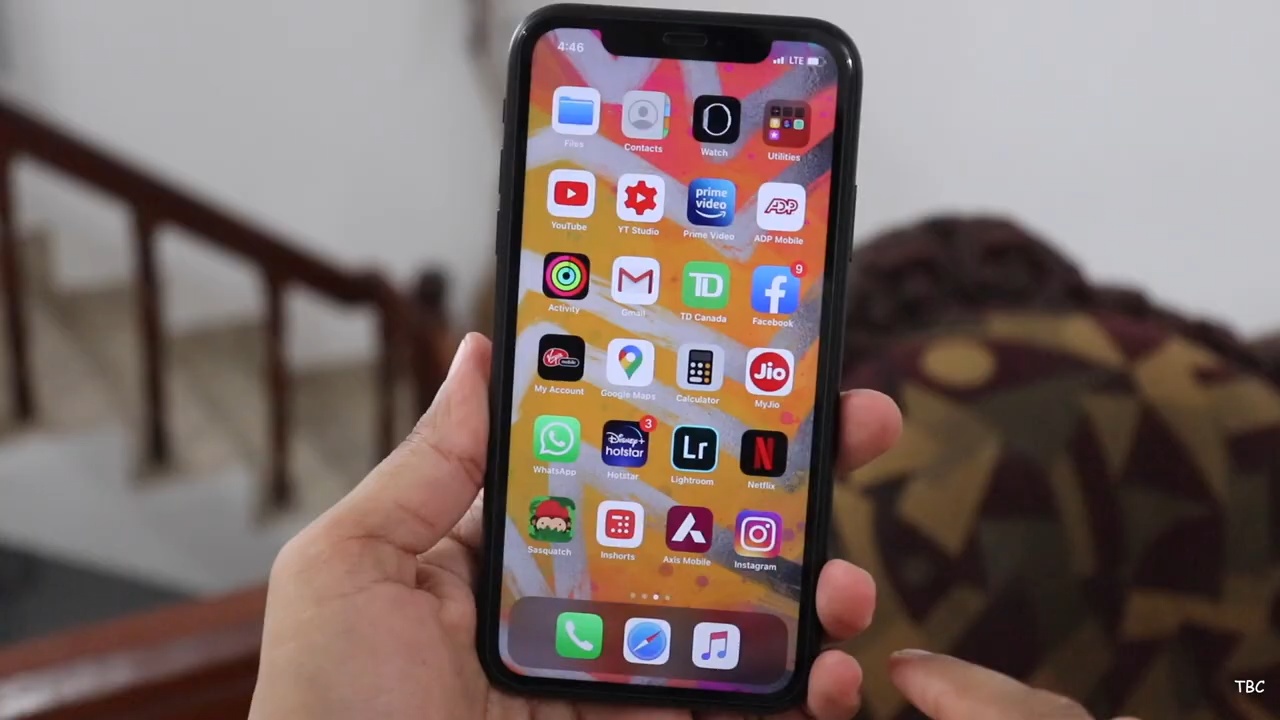 4:46 LTE
Files Contacts Watch Utilities
prime
video
ADP
YouTube YT Studio Prime Video ADP Mobile
TD
9
Activity Gmail TD Canada Facebook
Virgin mobile
Jio
My Account Google Maps Calculator MyJio
3
Disney+
hotstar
Lr
N
WhatsApp Hotstar Lightroom Netflix
Sasquatch Inshorts Axis Mobile Instagram
TBC